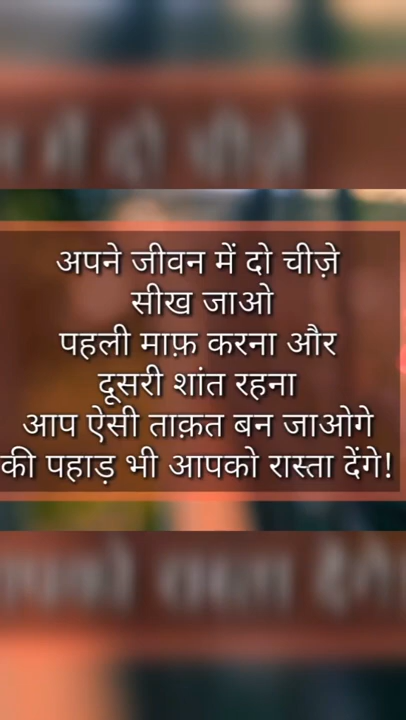 अपने जीवन में दो चीज़े
सीख जाओ
पहली माफ़ करना और
दूसरी शांत रहना
आप ऐसी ताक़त बन जाओगे
की पहाड़ भी आपको रास्ता देंगे!